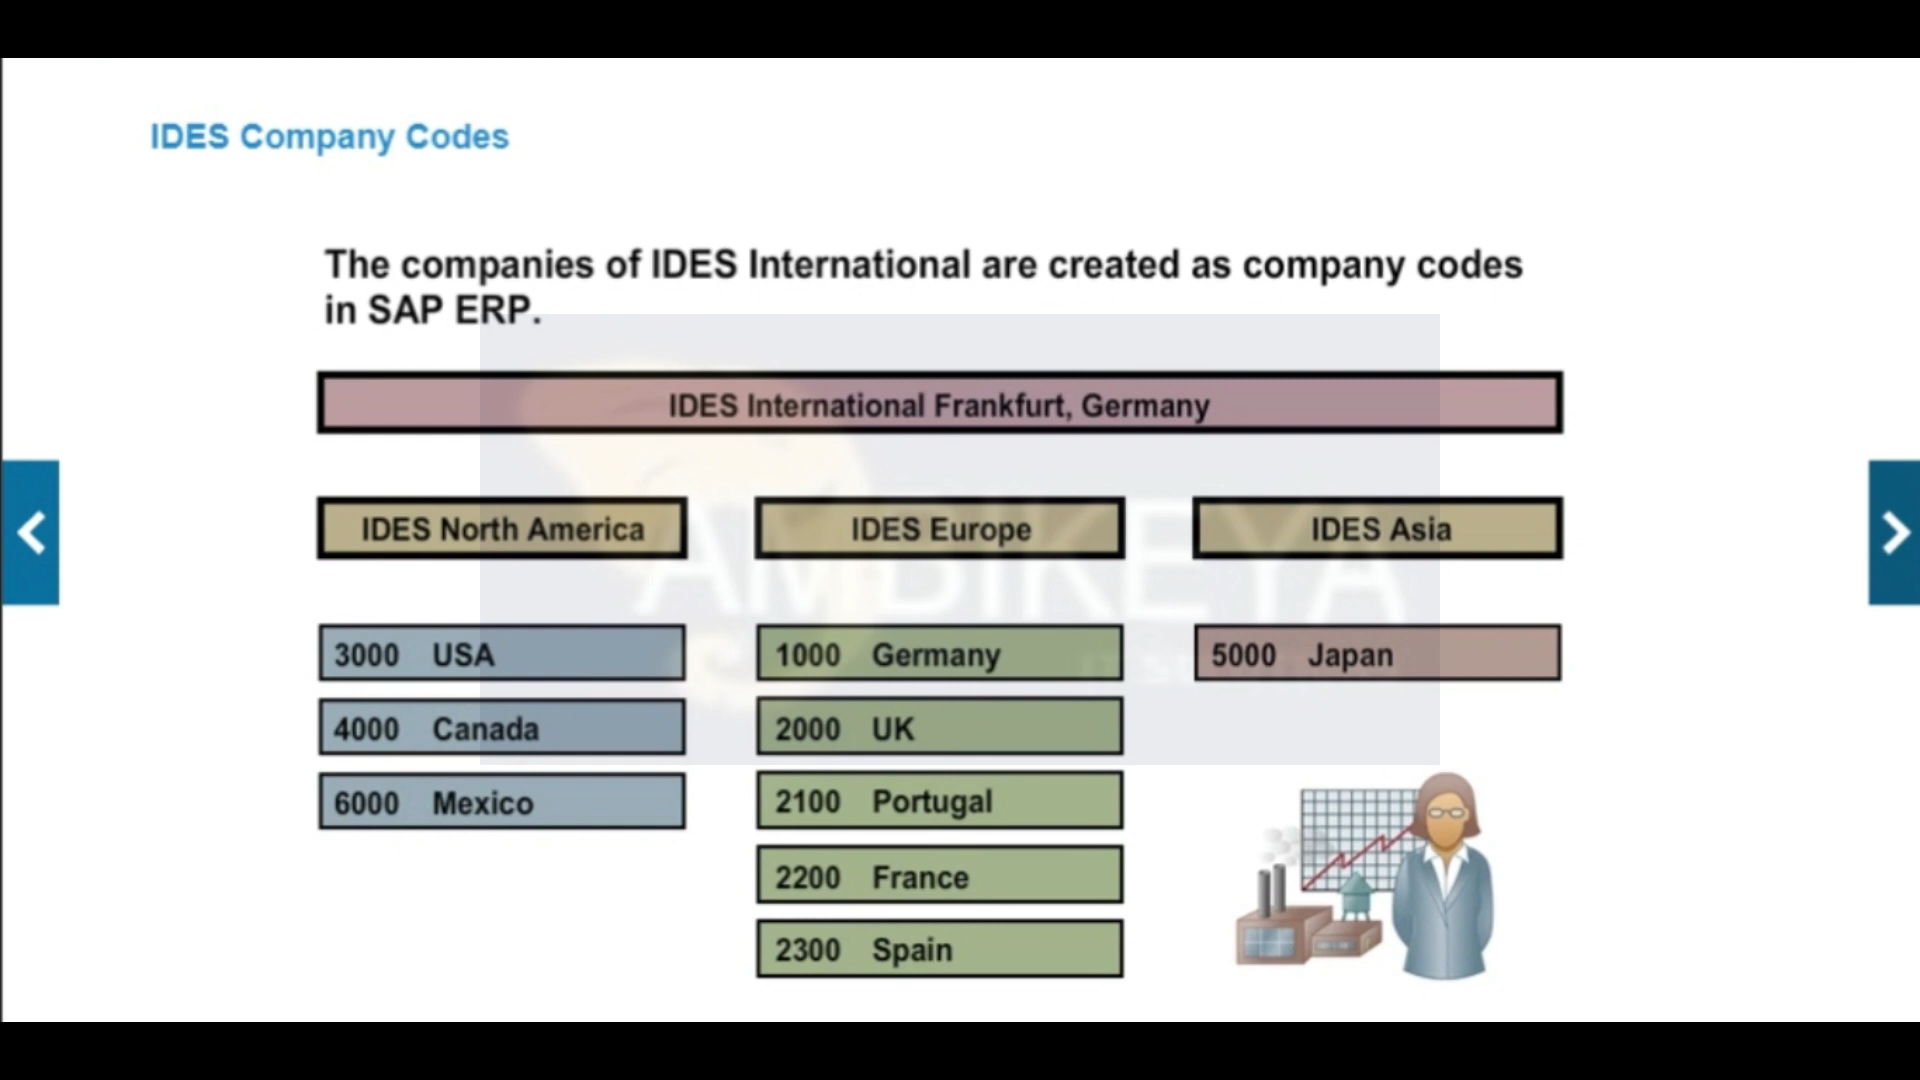 IDES Company Codes
The companies of IDES International are created as company codes
in SAP ERP.
IDES International Frankfurt, Germany
IDES North America
IDES Europe
IDES Asia
3000 USA
1000 Germany
5000 Japan
4000 Canada
2000 UK
6000 Mexico
2100 Portugal
2200 France
2300 Spain
AMBIKEYA